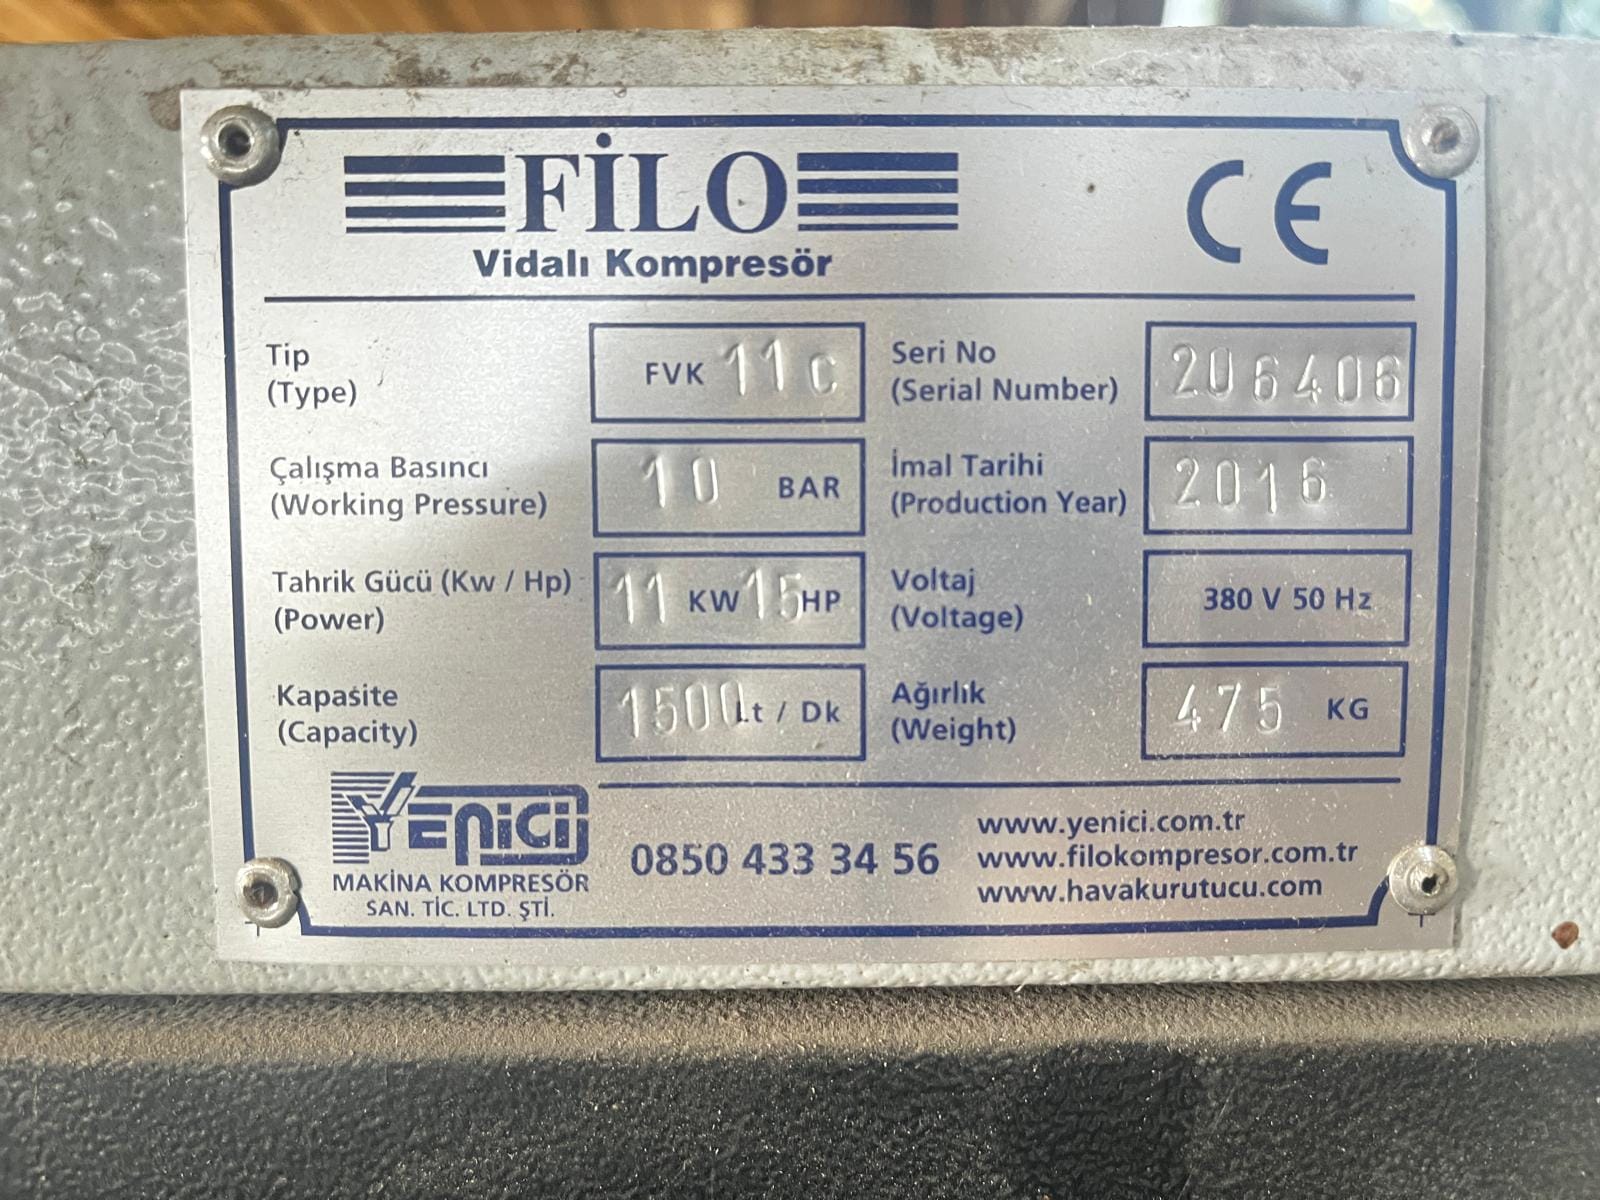 FİLO
Vidalı Kompresör
CE
Tip
(Type)
FVK 11 C
Seri No
(Serial Number)
206406
Çalışma Basıncı
(Working Pressure)
10 BAR
İmal Tarihi
(Production Year)
2016
Tahrik Gücü (Kw / Hp)
(Power)
11 KW 15 HP
Voltaj
(Voltage)
380 V 50 Hz
Kapasite
(Capacity)
1500 Lt / Dk
Ağırlık
(Weight)
475 KG
YENİCİ
MAKİNA KOMPRESÖR
SAN. TİC. LTD. ŞTİ.
0850 433 34 56
www.yenici.com.tr
www.filokompresor.com.tr
www.havakurutucu.com